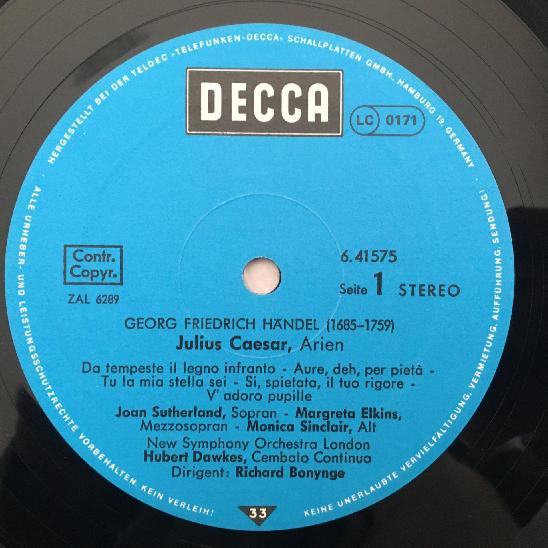 HERGESTELLT BEI DER TELDEC »TELEFUNKEN-DECCA« SCHALLPLATTEN GMBH, HAMBURG 19, GERMANY ·
DECCA
LC 0171
Contr.
Copyr.
ZAL 6289
6.41575
Seite 1 STEREO
GEORG FRIEDRICH HÄNDEL (1685–1759)
Julius Caesar, Arien
Da tempeste il legno infranto - Aure, deh, per pietà -
Tu la mia stella sei - Si, spietata, il tuo rigore -
V' adoro pupille
Joan Sutherland, Sopran - Margreta Elkins,
Mezzosopran - Monica Sinclair, Alt
New Symphony Orchestra London
Hubert Dawkes, Cembalo Continuo
Dirigent: Richard Bonynge
33
ALLE URHEBER- UND LEISTUNGSSCHUTZRECHTE VORBEHALTEN. KEIN VERLEIH!
KEINE UNERLAUBTE VERVIELFÄLTIGUNG, VERMIETUNG, AUFFÜHRUNG, SENDUNG!